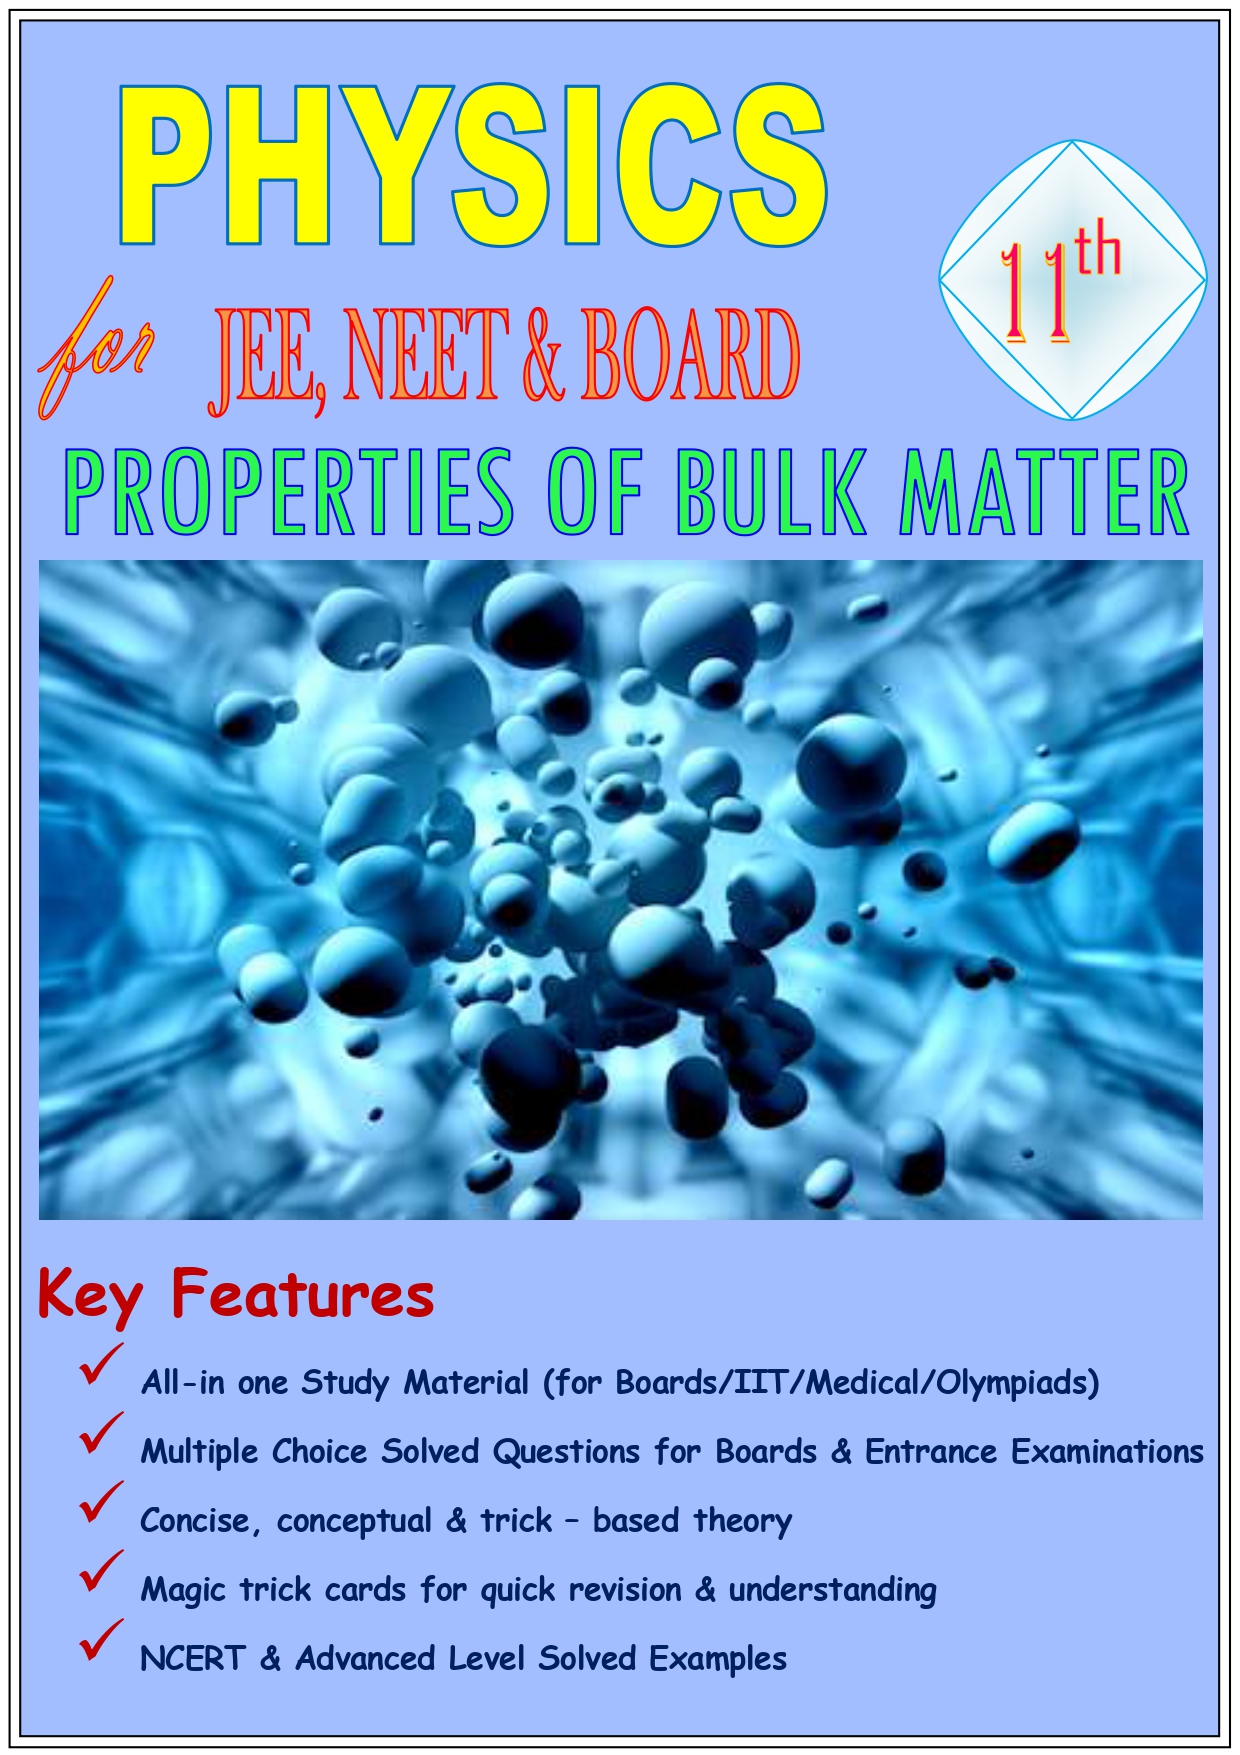 PHYSICS
11th
for JEE, NEET & BOARD
PROPERTIES OF BULK MATTER
Key Features
✓ All-in one Study Material (for Boards/IIT/Medical/Olympiads)
✓ Multiple Choice Solved Questions for Boards & Entrance Examinations
✓ Concise, conceptual & trick – based theory
✓ Magic trick cards for quick revision & understanding
✓ NCERT & Advanced Level Solved Examples